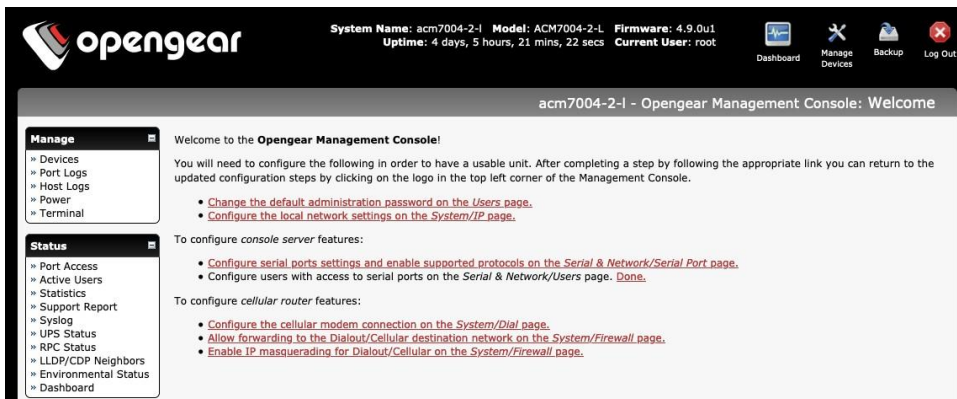 opengear
System Name: acm7004-2-l Model: ACM7004-2-L Firmware: 4.9.0u1
Uptime: 4 days, 5 hours, 21 mins, 22 secs Current User: root
Dashboard
Manage
Devices
Backup
Log Out
acm7004-2-l - Opengear Management Console: Welcome
Manage
» Devices
» Port Logs
» Host Logs
» Power
» Terminal
Status
» Port Access
» Active Users
» Statistics
» Support Report
» Syslog
» UPS Status
» RPC Status
» LLDP/CDP Neighbors
» Environmental Status
» Dashboard
Welcome to the Opengear Management Console!
You will need to configure the following in order to have a usable unit. After completing a step by following the appropriate link you can return to the
updated configuration steps by clicking on the logo in the top left corner of the Management Console.
• Change the default administration password on the Users page.
• Configure the local network settings on the System/IP page.
To configure console server features:
• Configure serial ports settings and enable supported protocols on the Serial & Network/Serial Port page.
• Configure users with access to serial ports on the Serial & Network/Users page. Done.
To configure cellular router features:
• Configure the cellular modem connection on the System/Dial page.
• Allow forwarding to the Dialout/Cellular destination network on the System/Firewall page.
• Enable IP masquerading for Dialout/Cellular on the System/Firewall page.